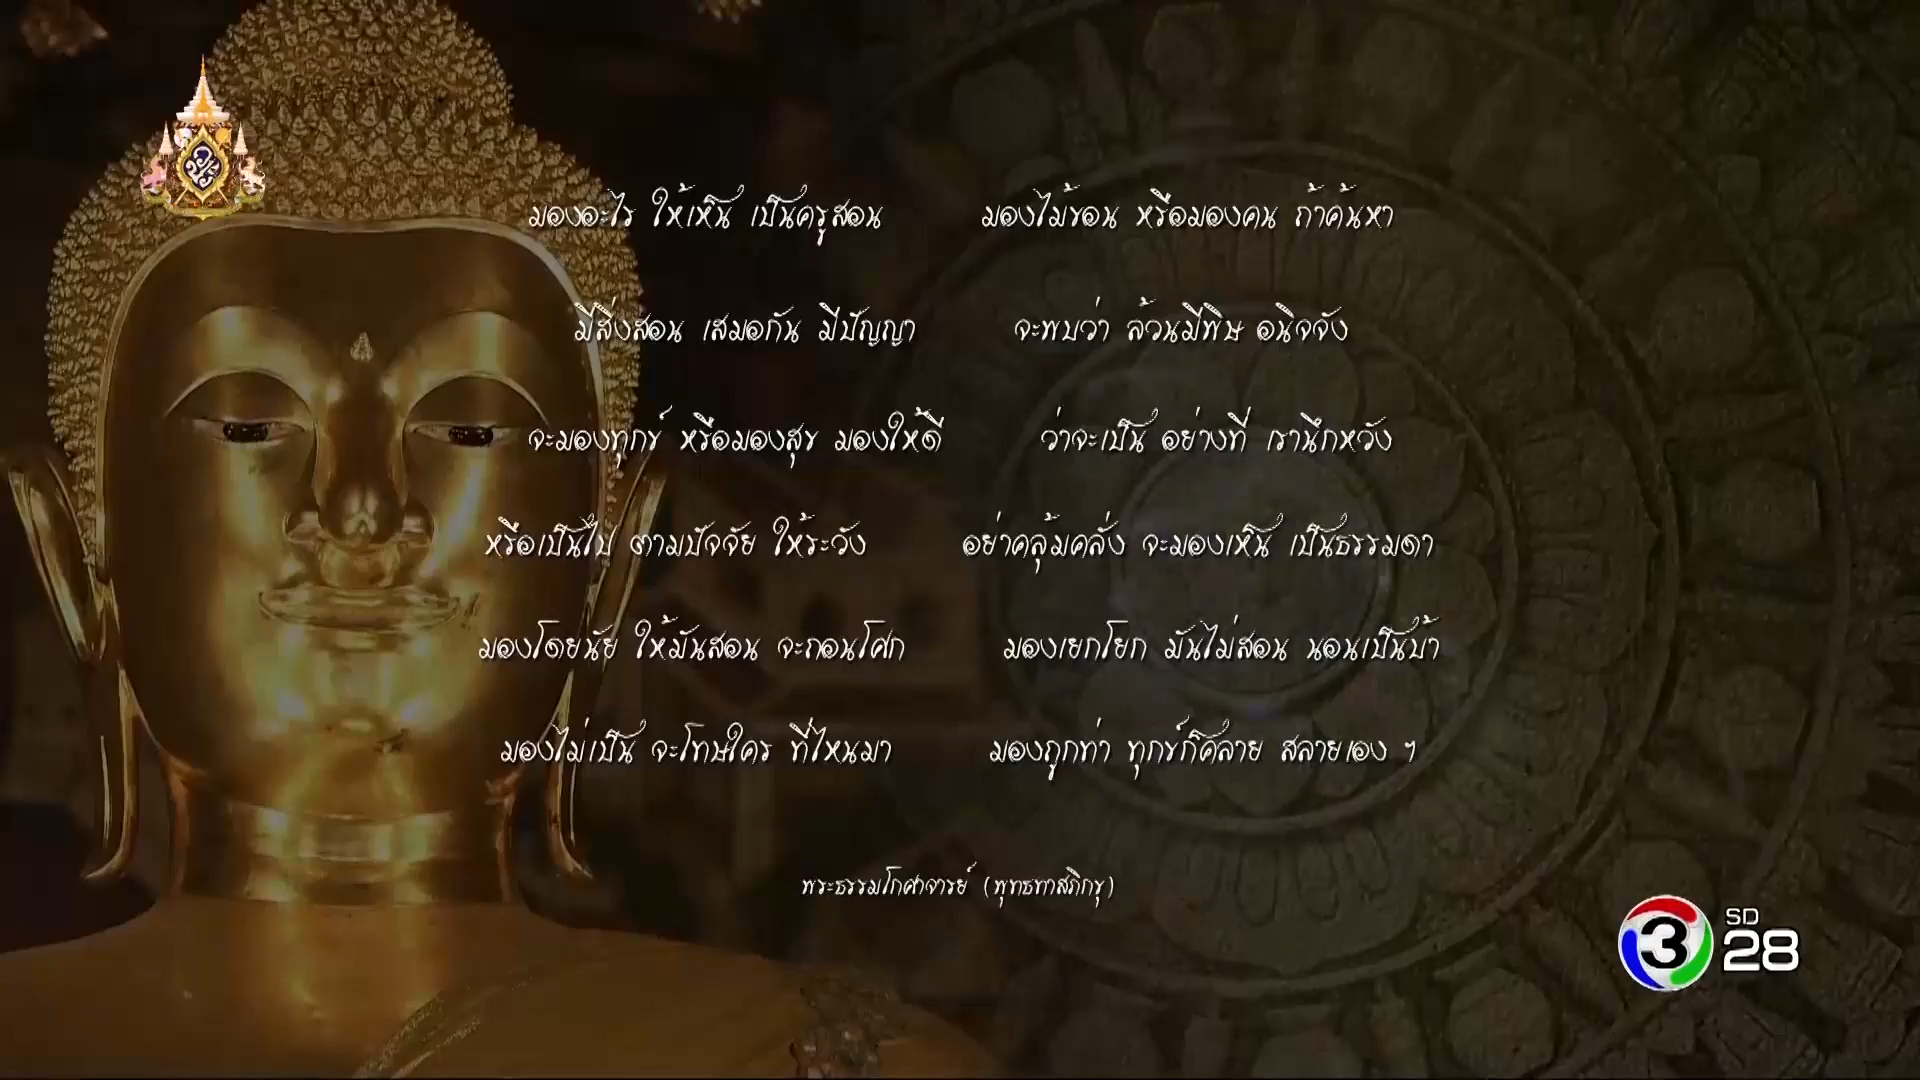 มองอะไร ให้เห็น เป็นครูสอน มองไม้ขอน หรือมองคน ถ้าค้นหา
มีสิ่งสอน เสมอกัน มีปัญญา จะพบว่า ล้วนมีพิษ อนิจจัง
จะมองทุกข์ หรือมองสุข มองให้ดี ว่าจะเป็น อย่างที่ เรานึกหวัง
หรือเป็นไป ตามปัจจัย ให้ระวัง อย่าคลุ้มคลั่ง จะมองเห็น เป็นธรรมดา
มองโดยนัย ให้มันสอน จะถอนโศก มองเยกโยก มันไม่สอน นอนเป็นบ้า
มองไม่เป็น จะโทษใคร ที่ไหนมา มองถูกท่า ทุกข์ก็คลาย สลายเอง ฯ
พระธรรมโกศาจารย์ (พุทธทาสภิกขุ)
3 SD
28